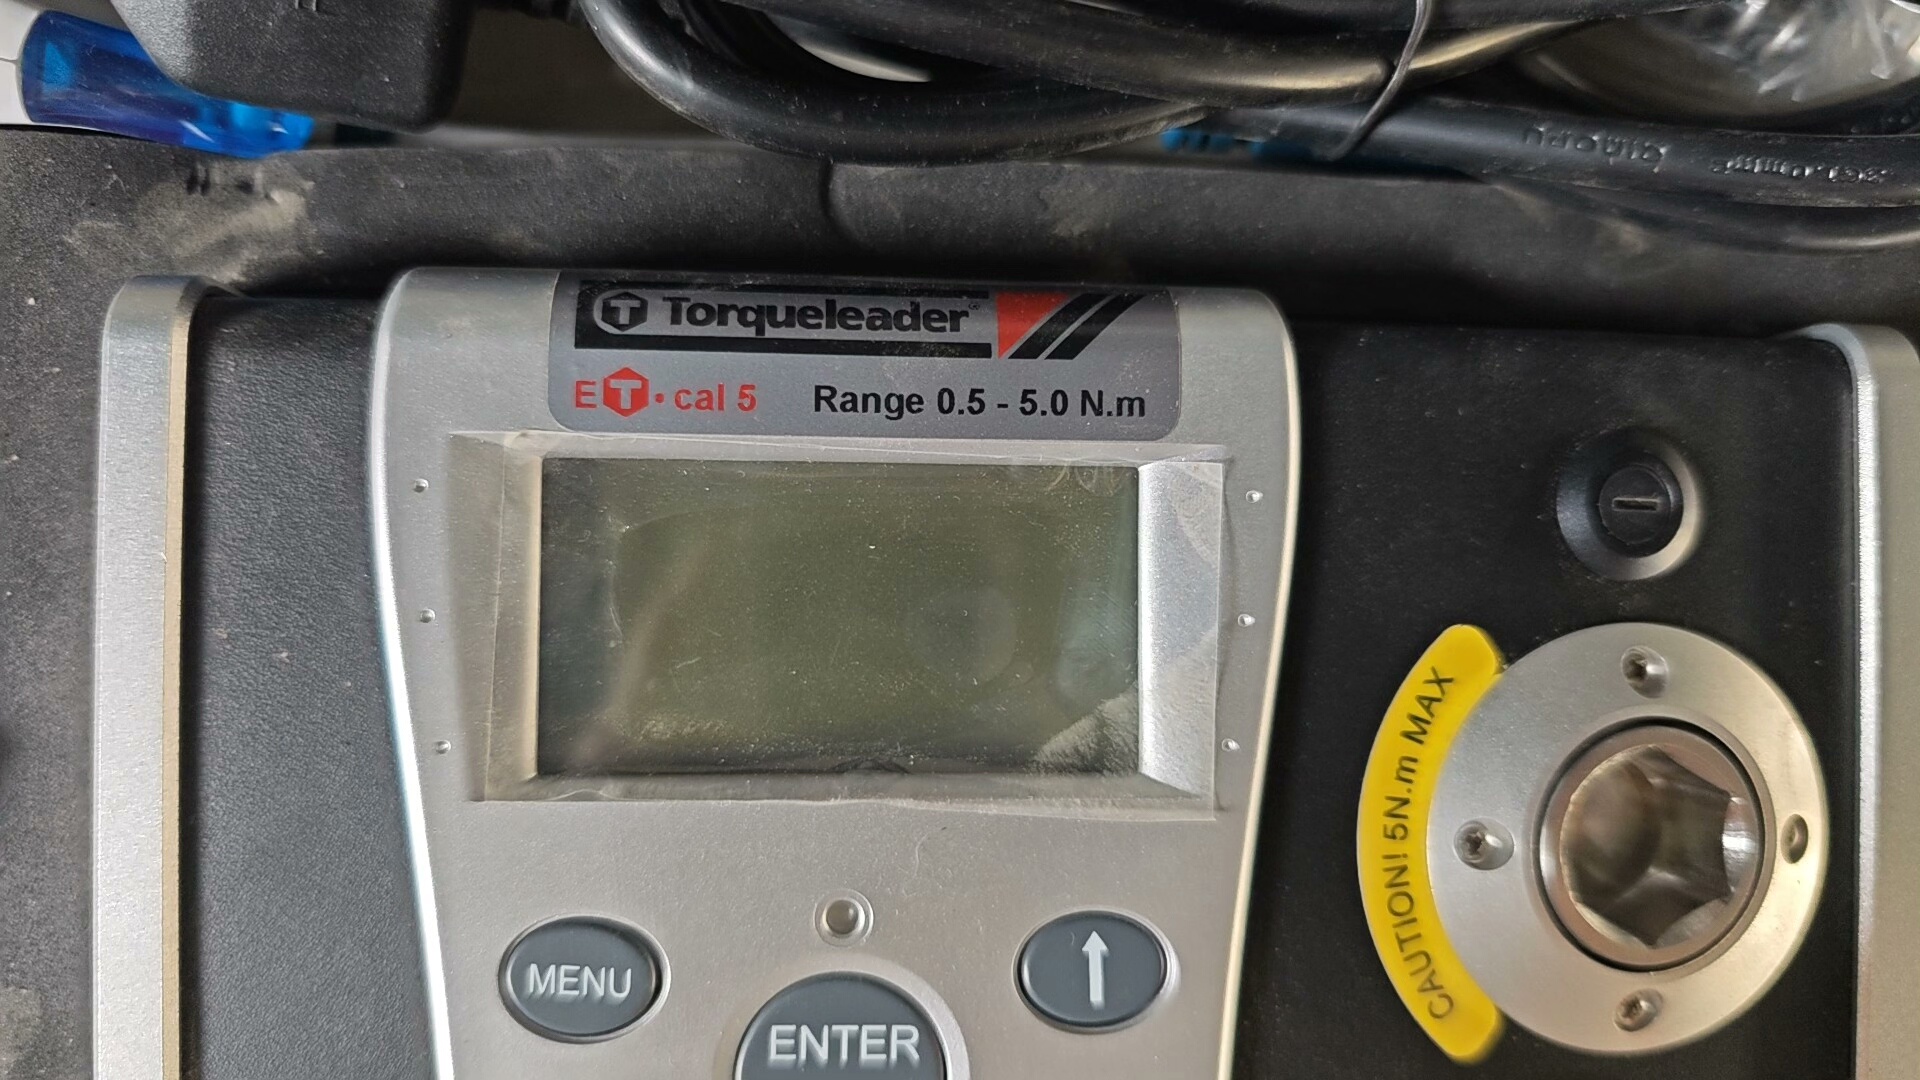 Torqueleader®
ET·cal 5 Range 0.5 - 5.0 N.m
CAUTION! 5N.m MAX
MENU
ENTER